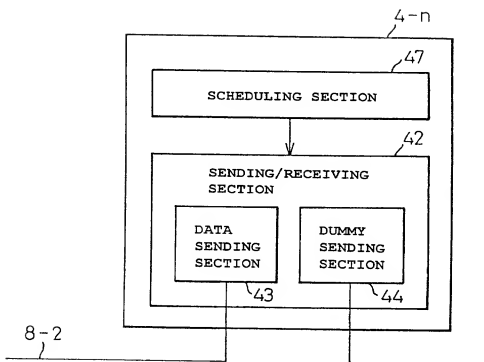 4-n
47
SCHEDULING SECTION
42
SENDING/RECEIVING
SECTION
DATA
SENDING
SECTION
DUMMY
SENDING
SECTION
43
44
8-2